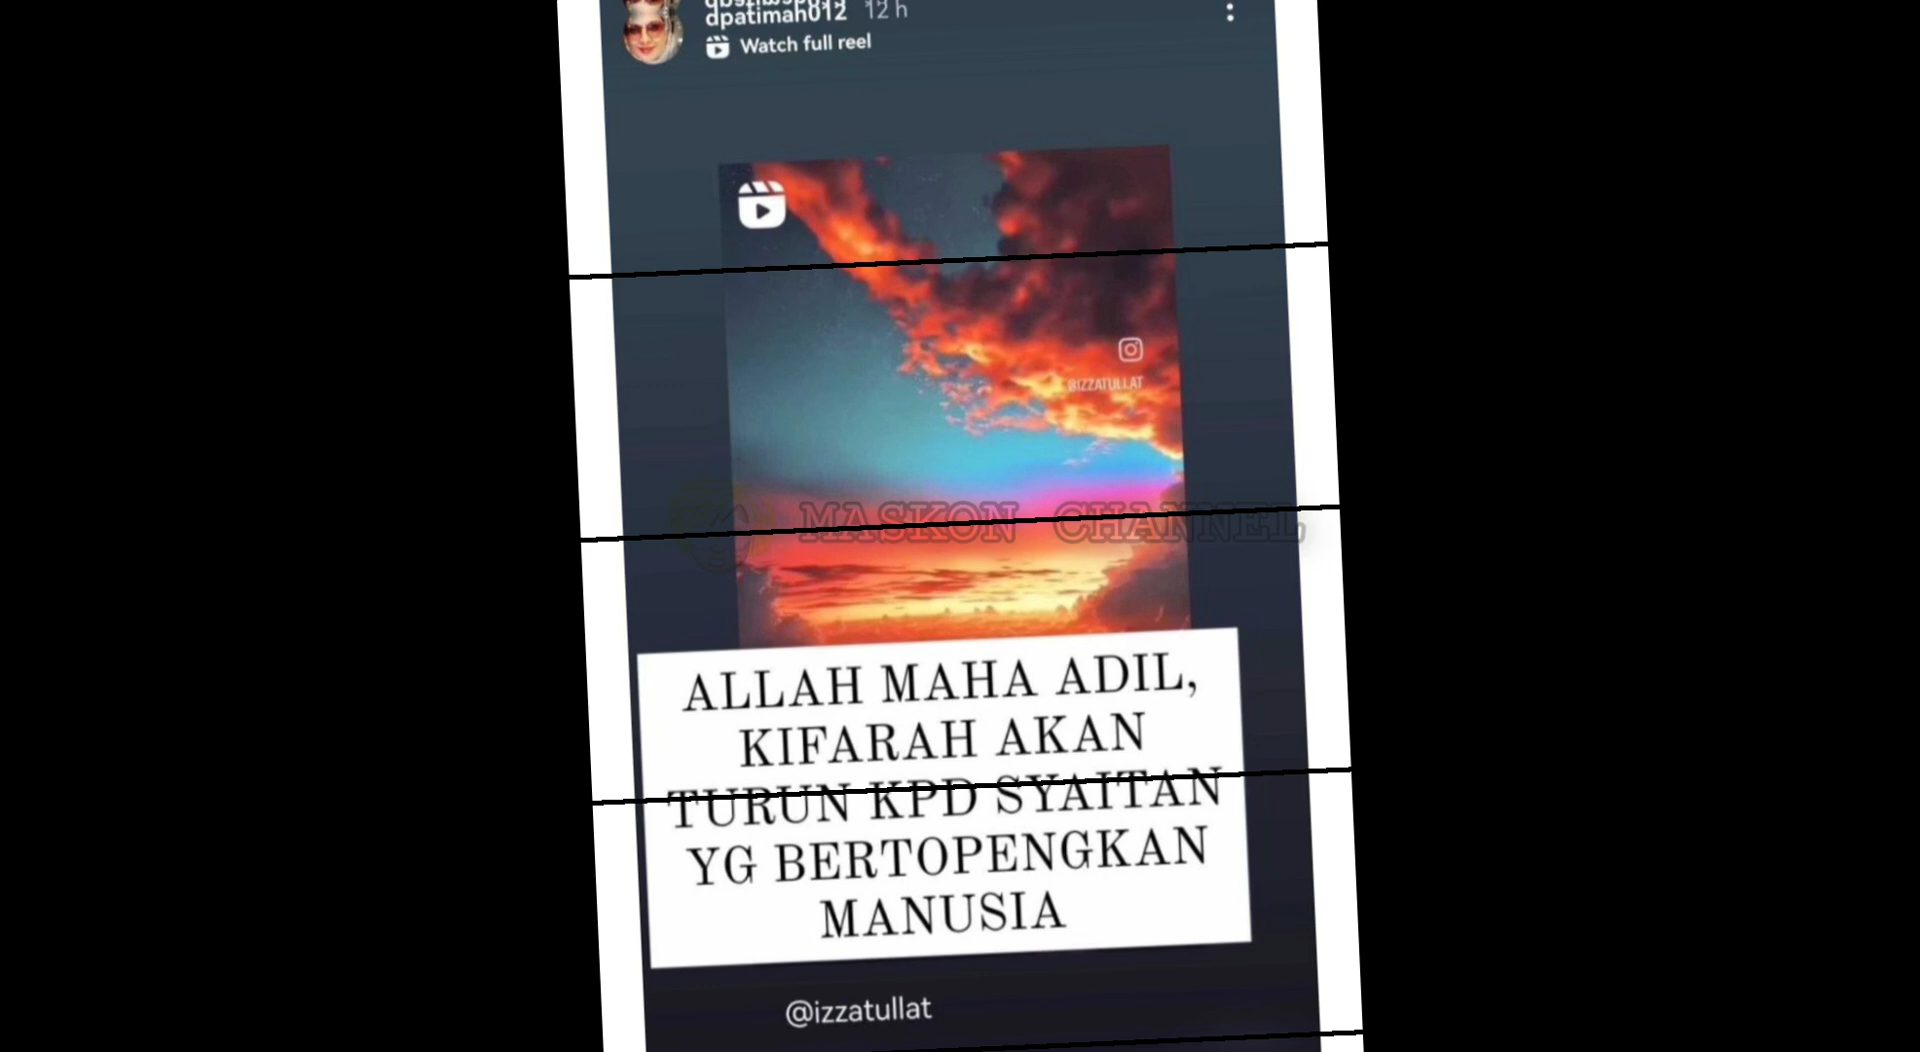 dpatimah012 12 h
Watch full reel
@IZZATULLAT
MASKON CHANNEL
ALLAH MAHA ADIL,
KIFARAH AKAN
TURUN KPD SYAITAN
YG BERTOPENGKAN
MANUSIA
@izzatullat